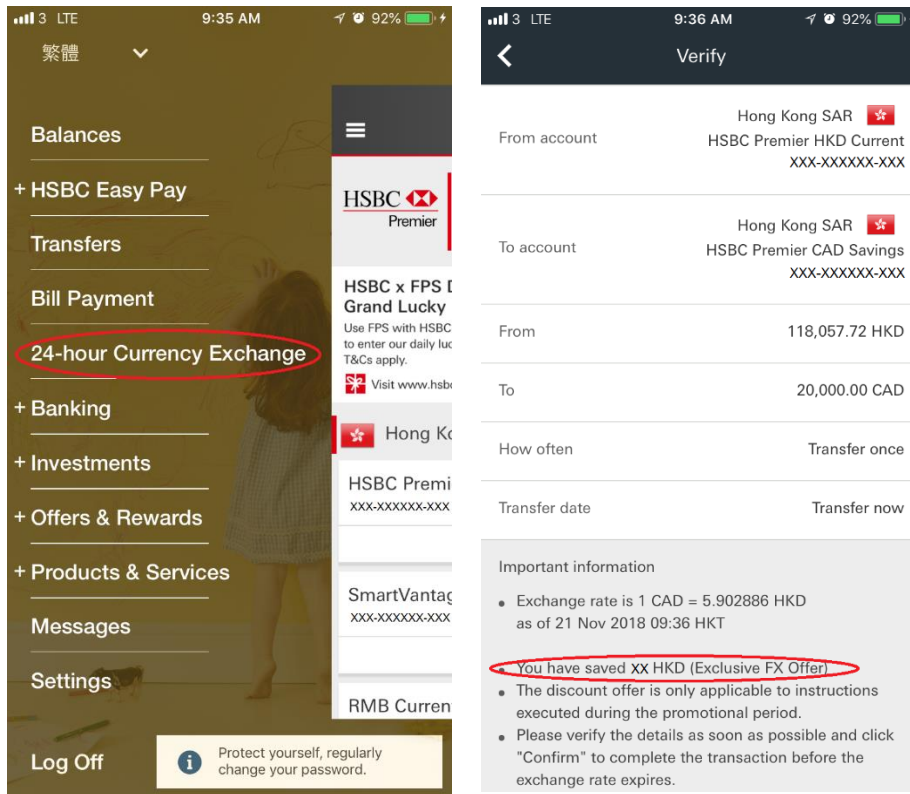 3 LTE 9:35 AM 92%
繁體
Balances
+ HSBC Easy Pay
Transfers
Bill Payment
24-hour Currency Exchange
+ Banking
+ Investments
+ Offers & Rewards
+ Products & Services
Messages
Settings
Log Off
HSBC
Premier
HSBC x FPS
Grand Lucky
Use FPS with HSBC
to enter our daily
T&Cs apply.
Visit www.hsb
Hong K
HSBC Premi
XXX-XXXXXX-XXX
SmartVanta
XXX-XXXXXX-XXX
RMB Curren
Protect yourself, regularly
change your password.
3 LTE 9:36 AM 92%
Verify
From account
Hong Kong SAR
HSBC Premier HKD Current
XXX-XXXXXX-XXX
To account
Hong Kong SAR
HSBC Premier CAD Savings
XXX-XXXXXX-XXX
From 118,057.72 HKD
To 20,000.00 CAD
How often Transfer once
Transfer date Transfer now
Important information
• Exchange rate is 1 CAD = 5.902886 HKD
as of 21 Nov 2018 09:36 HKT
• You have saved XX HKD (Exclusive FX Offer)
• The discount offer is only applicable to instructions
executed during the promotional period.
• Please verify the details as soon as possible and click
"Confirm" to complete the transaction before the
exchange rate expires.